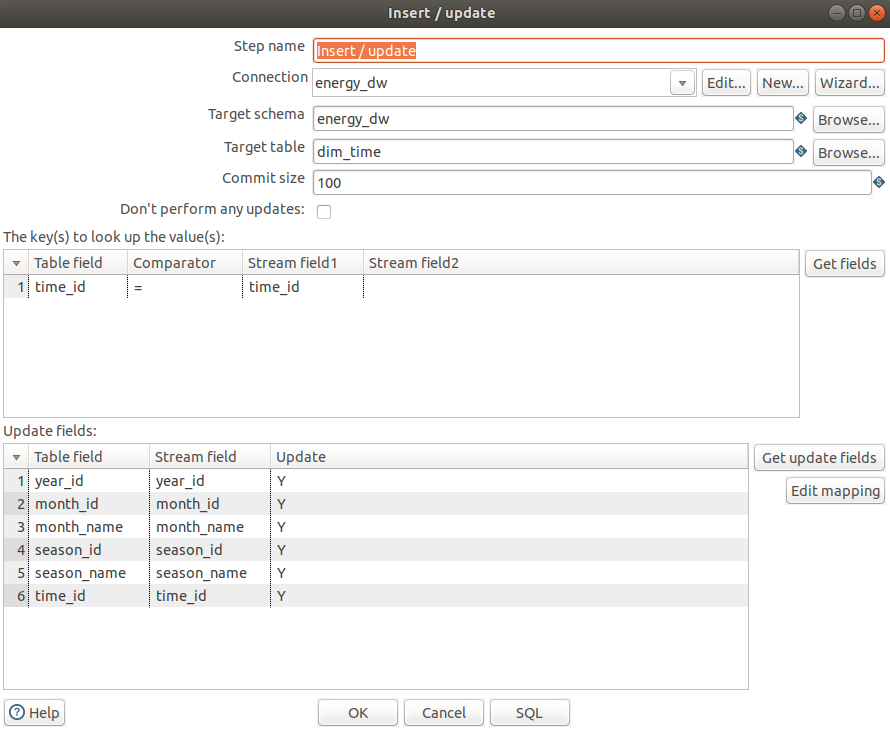 Insert / update
Step name Insert / update
Connection energy_dw Edit... New... Wizard...
Target schema energy_dw Browse...
Target table dim_time Browse...
Commit size 100
Don't perform any updates:
The key(s) to look up the value(s):
Table field Comparator Stream field1 Stream field2 Get fields
1 time_id = time_id
Update fields:
Table field Stream field Update Get update fields
1 year_id year_id Y
2 month_id month_id Y Edit mapping
3 month_name month_name Y
4 season_id season_id Y
5 season_name season_name Y
6 time_id time_id Y
Help OK Cancel SQL